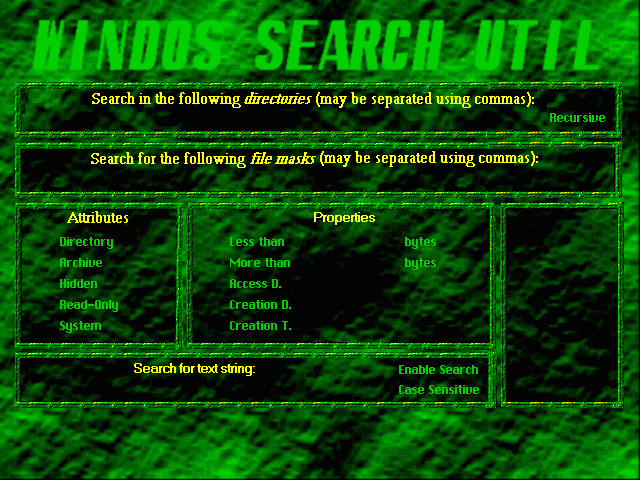 WINDOS SEARCH UTIL
Search in the following directories (may be separated using commas):
Recursive
Search for the following file masks (may be separated using commas):
Attributes
Directory
Archive
Hidden
Read-Only
System
Properties
Less than bytes
More than bytes
Access D.
Creation D.
Creation T.
Search for text string:
Enable Search
Case Sensitive